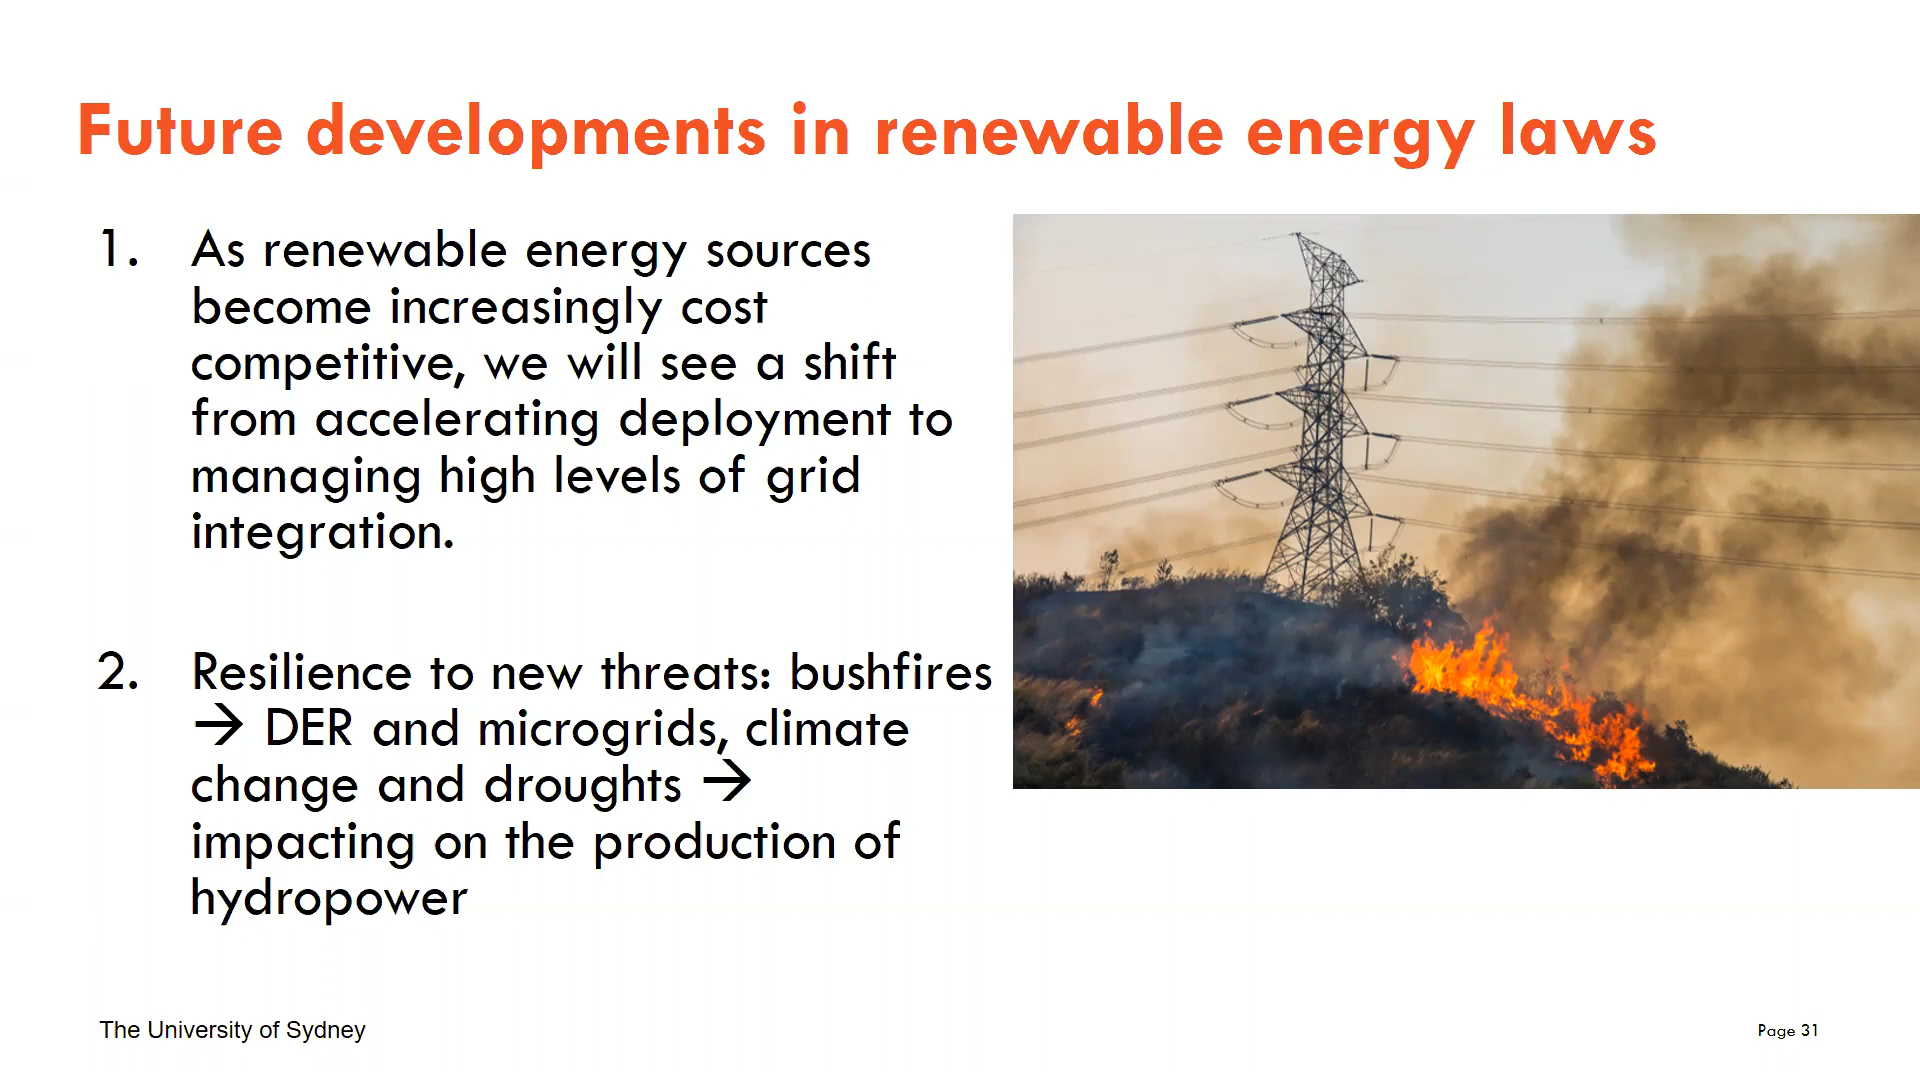 Future developments in renewable energy laws
1. As renewable energy sources
become increasingly cost
competitive, we will see a shift
from accelerating deployment to
managing high levels of grid
integration.
2. Resilience to new threats: bushfires
→ DER and microgrids, climate
change and droughts →
impacting on the production of
hydropower
The University of Sydney
Page 31